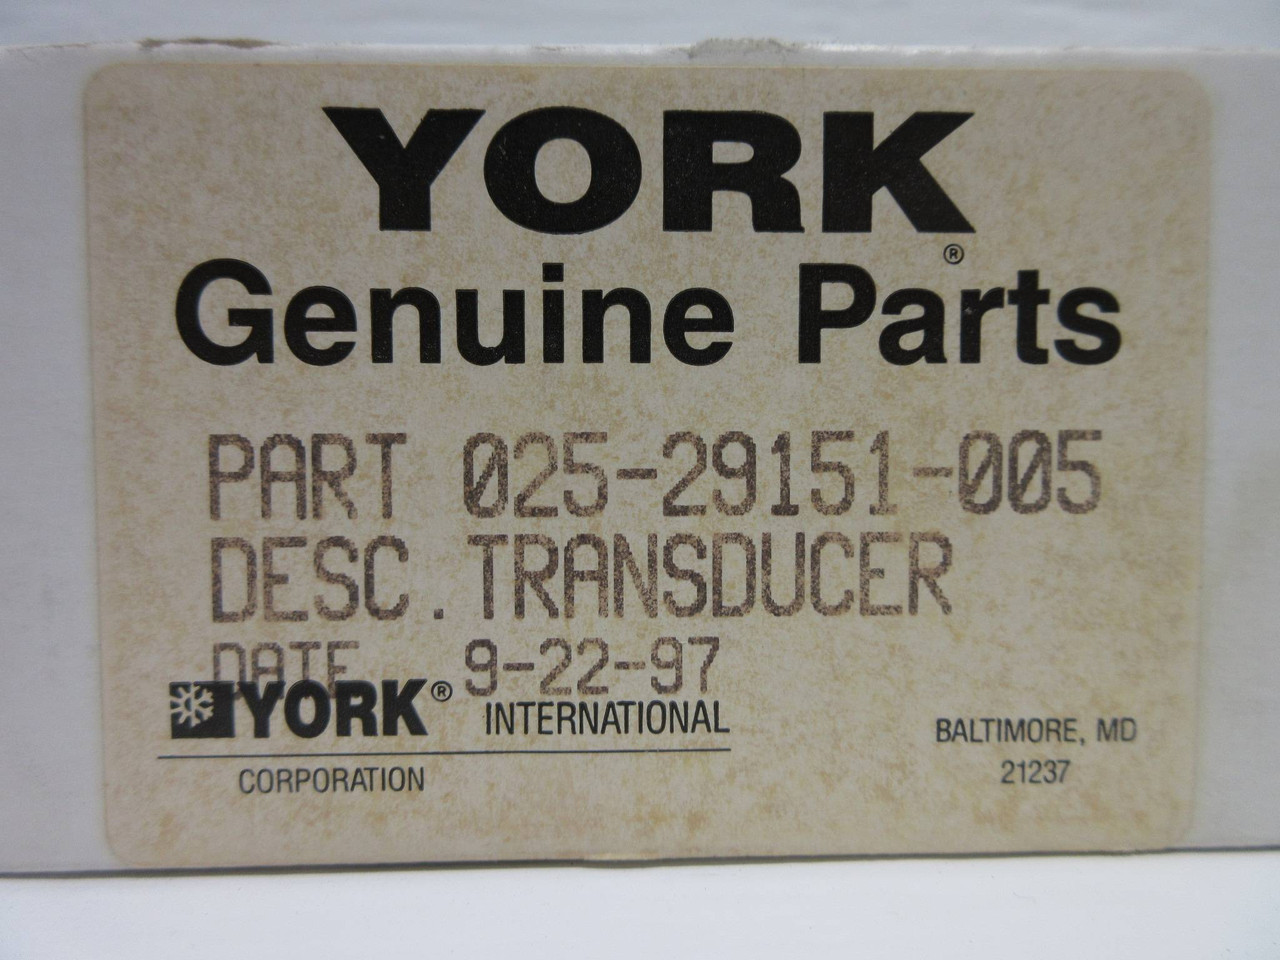 YORK®
Genuine Parts
PART 025-29151-005
DESC. TRANSDUCER
DATE 9-22-97
YORK® INTERNATIONAL
CORPORATION
BALTIMORE, MD
21237